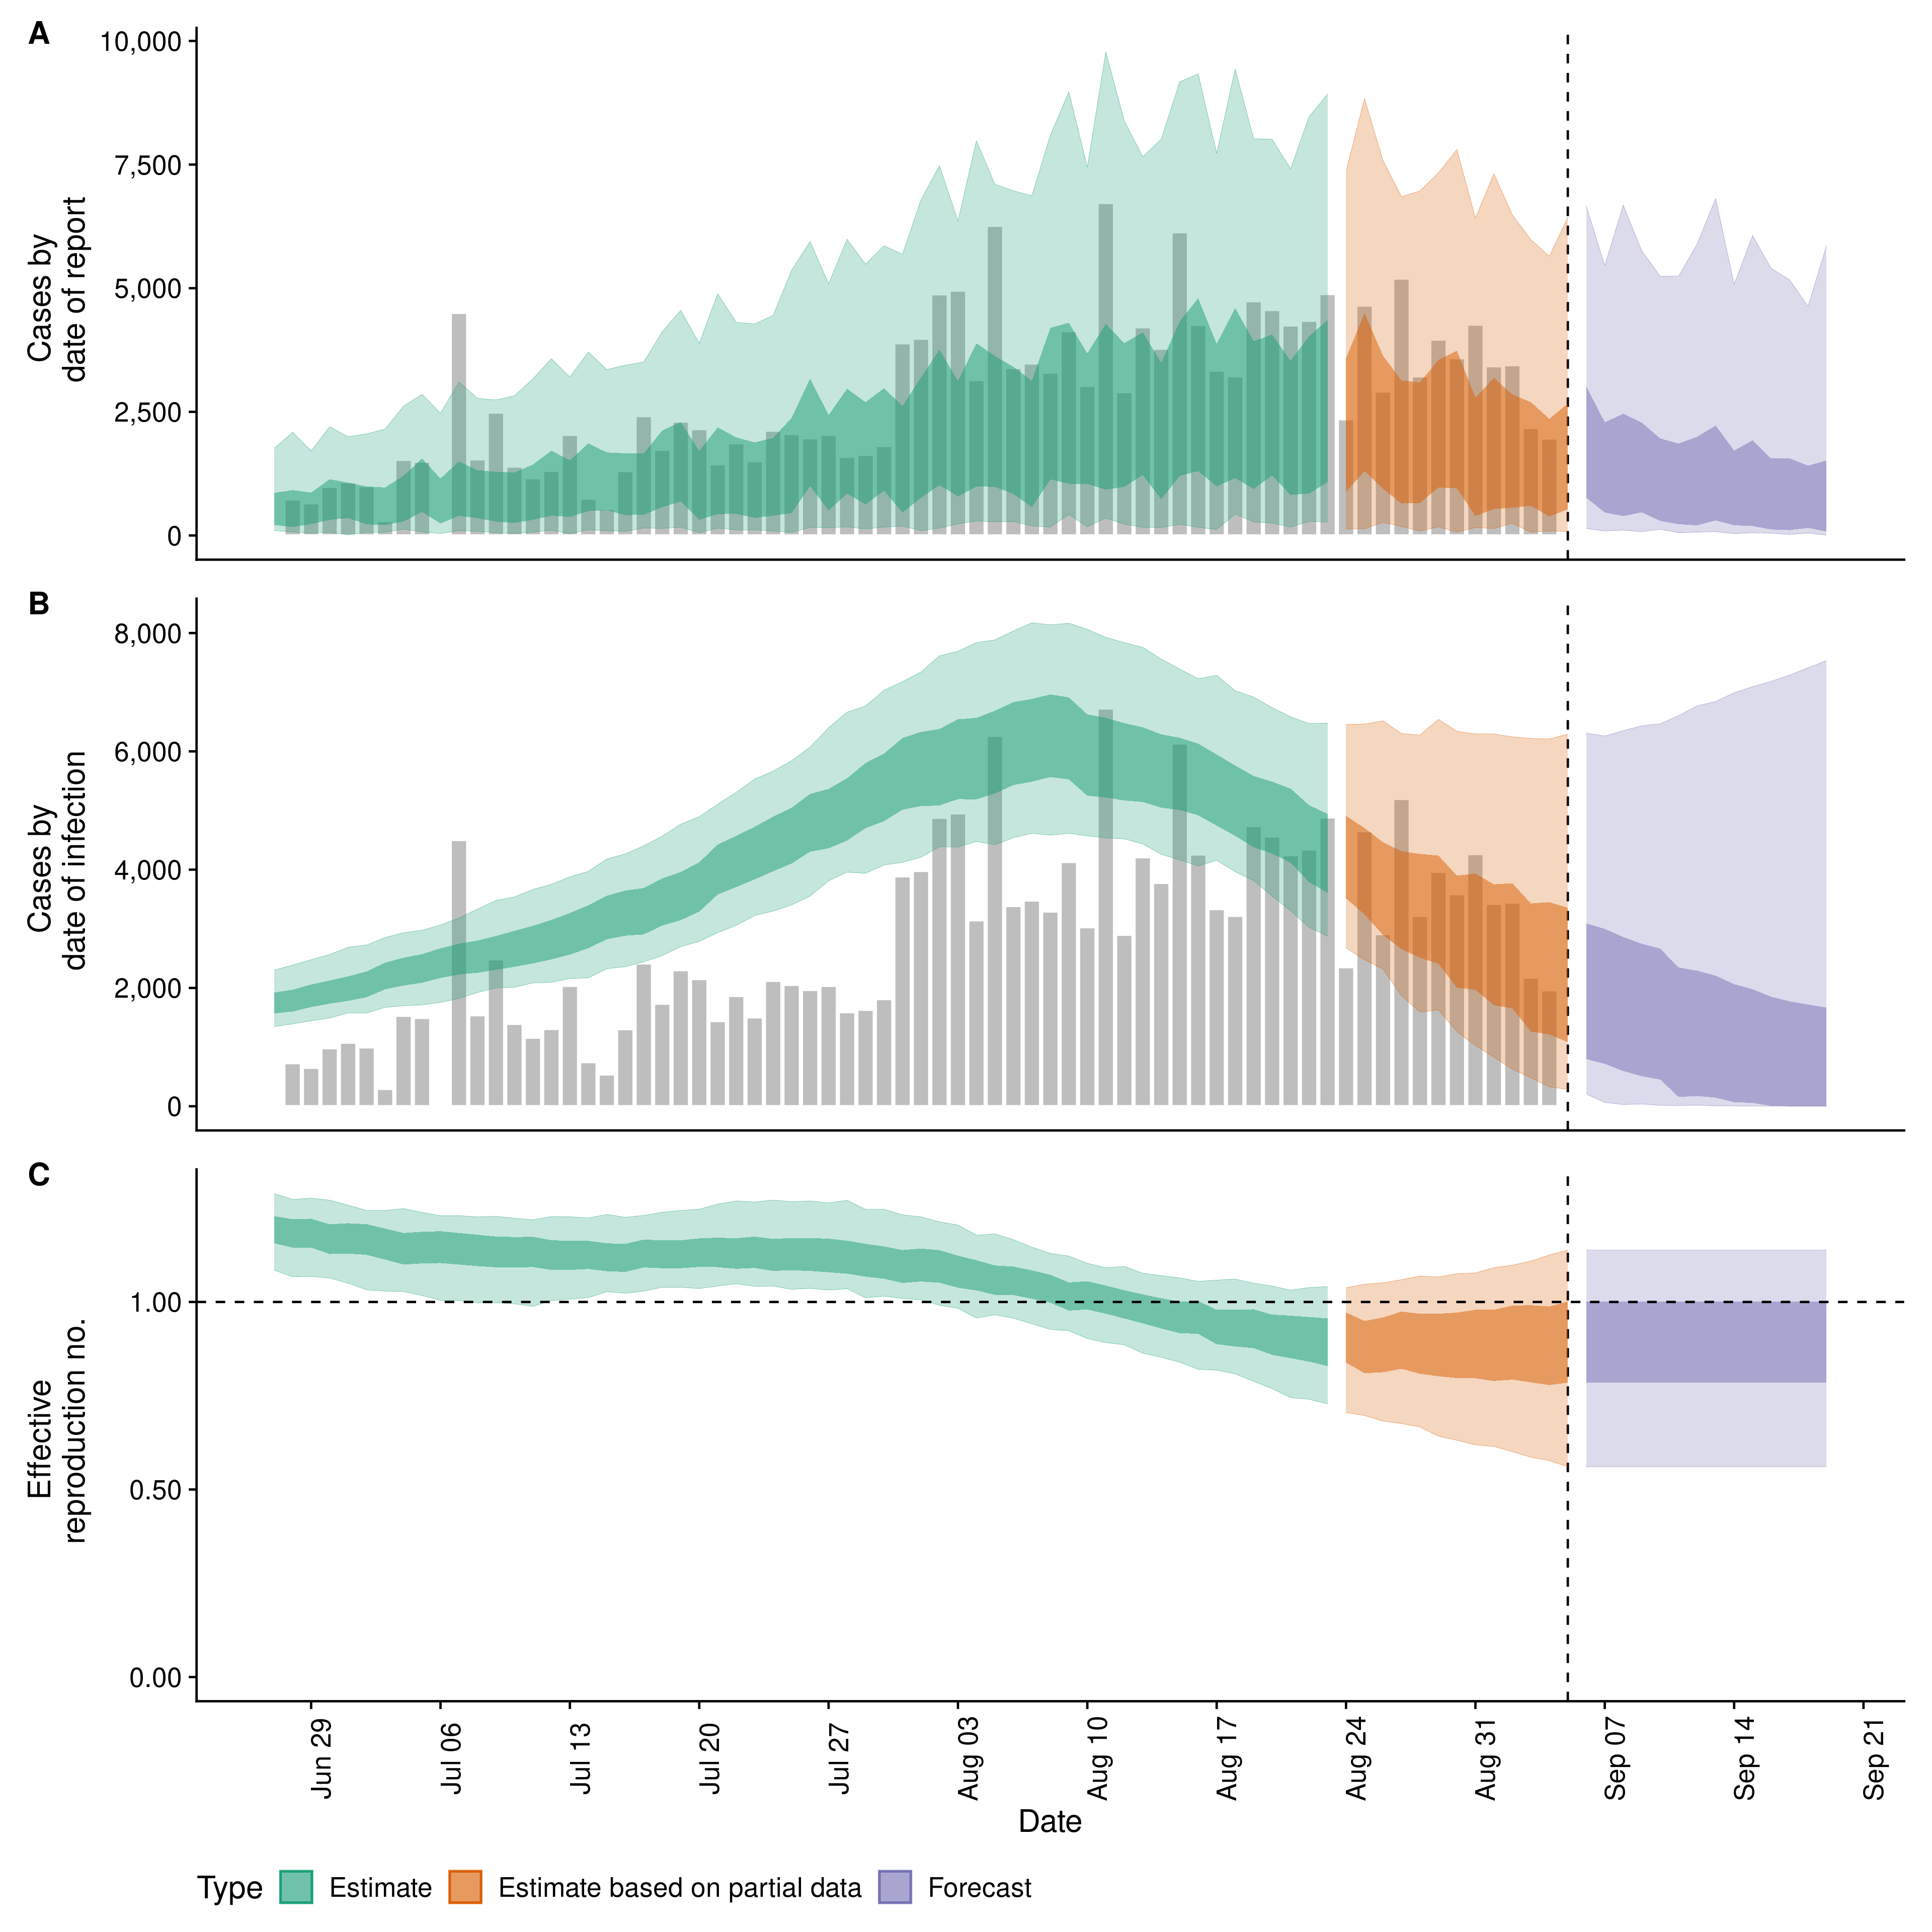 A
10,000
7,500
5,000
2,500
0
Cases by
date of report
B
8,000
6,000
4,000
2,000
0
Cases by
date of infection
C
1.00
0.50
0.00
Effective
reproduction no.
Jun 29
Jul 06
Jul 13
Jul 20
Jul 27
Aug 03
Aug 10
Aug 17
Aug 24
Aug 31
Sep 07
Sep 14
Sep 21
Date
Type Estimate Estimate based on partial data Forecast